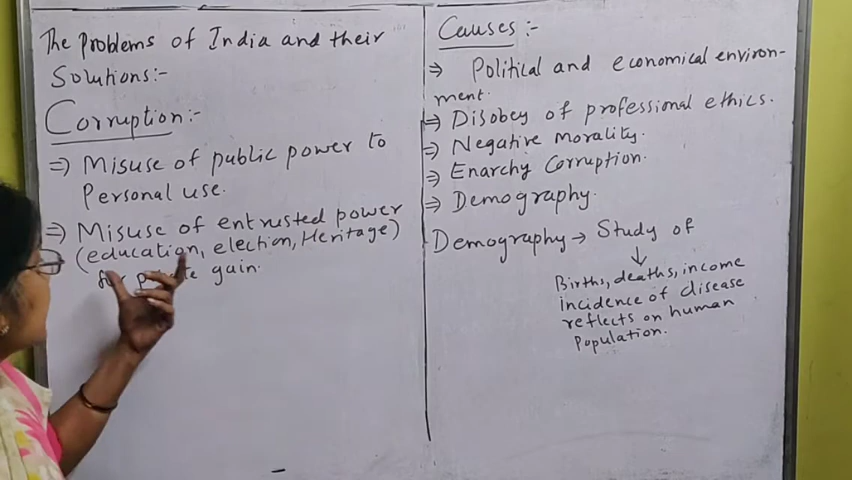 The Problems of India and their
Solutions:-
Corruption:-
⇒ Misuse of public power to
Personal use.
⇒ Misuse of entrusted power
(education, election, Heritage)
for gain.
Causes:-
⇒ Political and economical environ-
ment.
⇒ Disobey of professional ethics.
⇒ Negative morality.
⇒ Enarchy Corruption.
⇒ Demography.
Demography → Study of
↓
Births, deaths, income
incidence of disease
reflects on human
population.